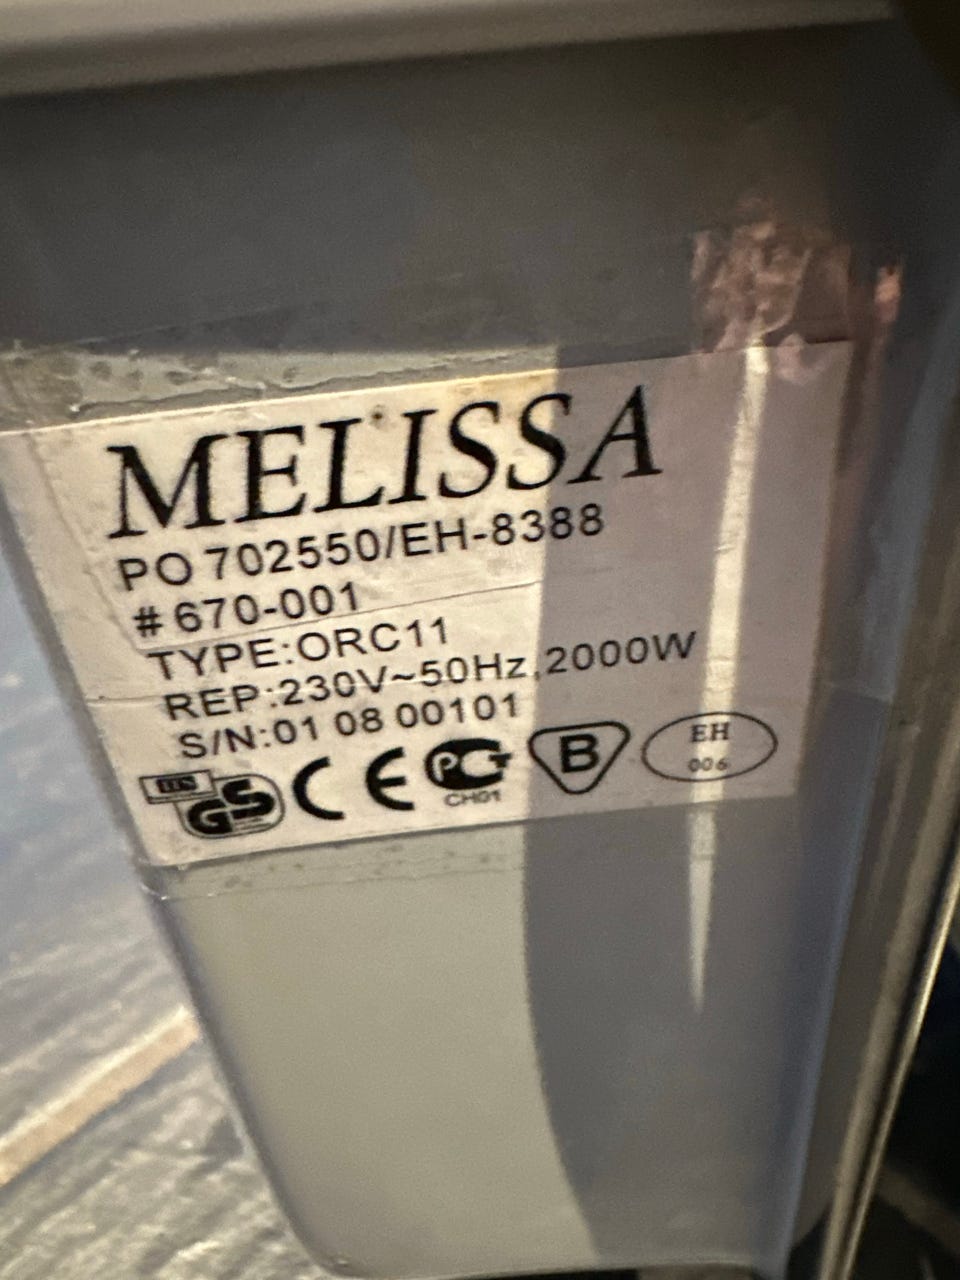 MELISSA
PO 702550/EH-8388
# 670-001
TYPE:ORC11
REP:230V~50Hz,2000W
S/N:01 08 00101
GS CE PCT B EH
CH01 006